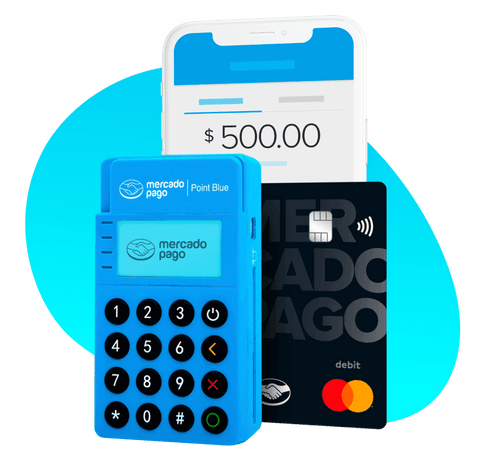 $ 500.00
mercado
pago
Point Blue
mercado
pago
1 2 3
4 5 6
7 8 9
* 0 #
MER
CADO
PAGO
debit